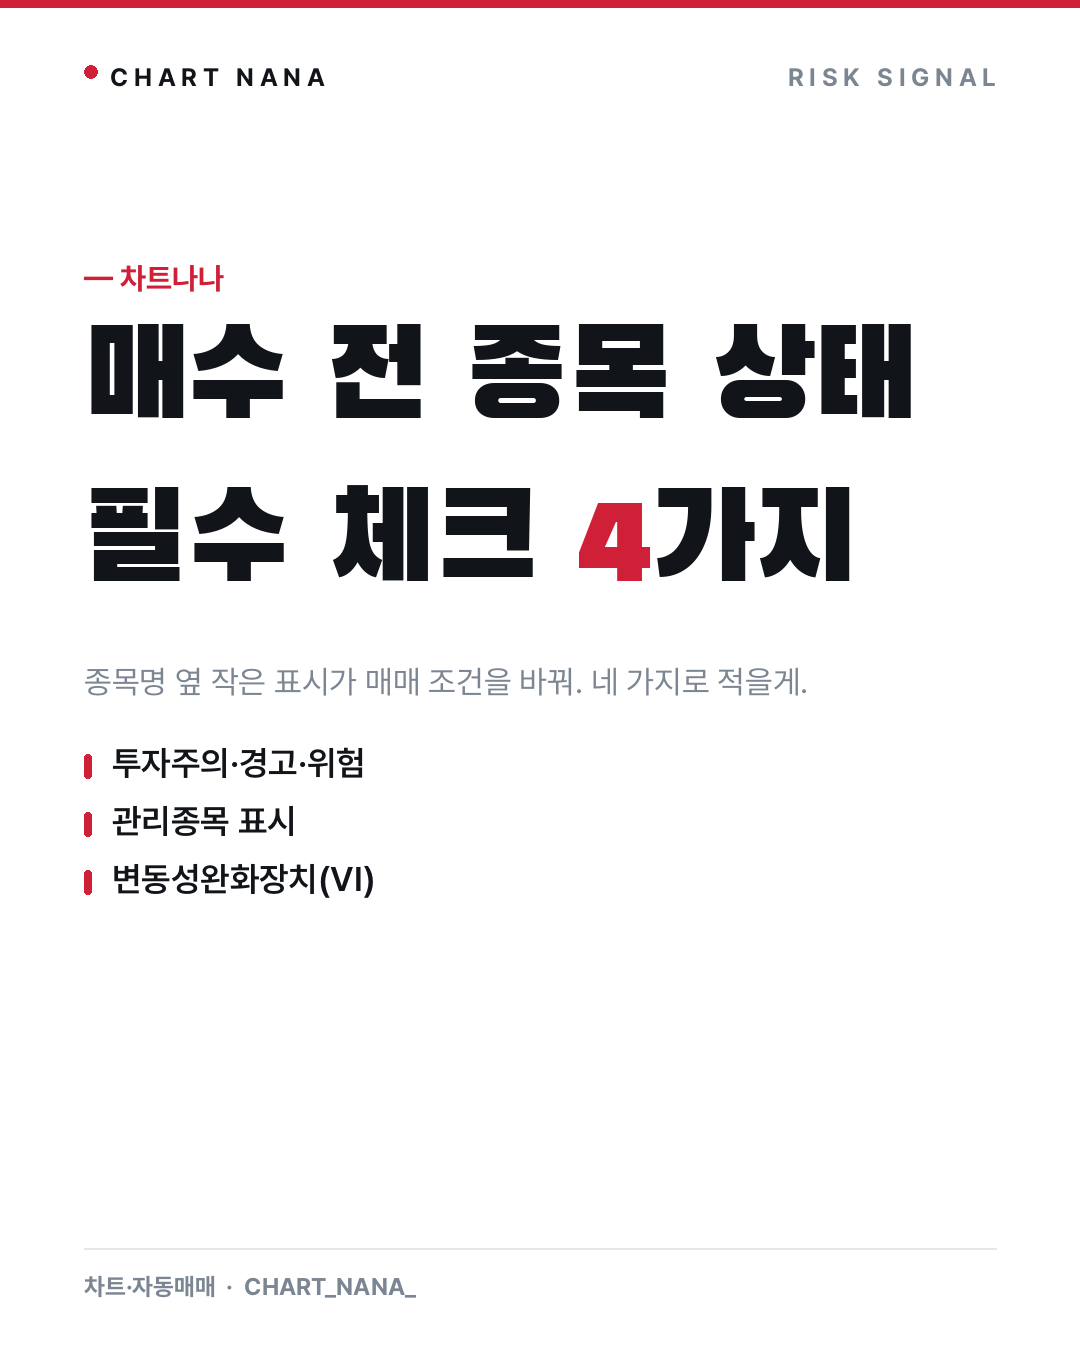 CHART NANA
RISK SIGNAL
— 차트나나
매수 전 종목 상태
필수 체크 4가지
종목명 옆 작은 표시가 매매 조건을 바꿔. 네 가지로 적을게.
투자주의·경고·위험
관리종목 표시
변동성완화장치(VI)
차트·자동매매 · CHART_NANA_